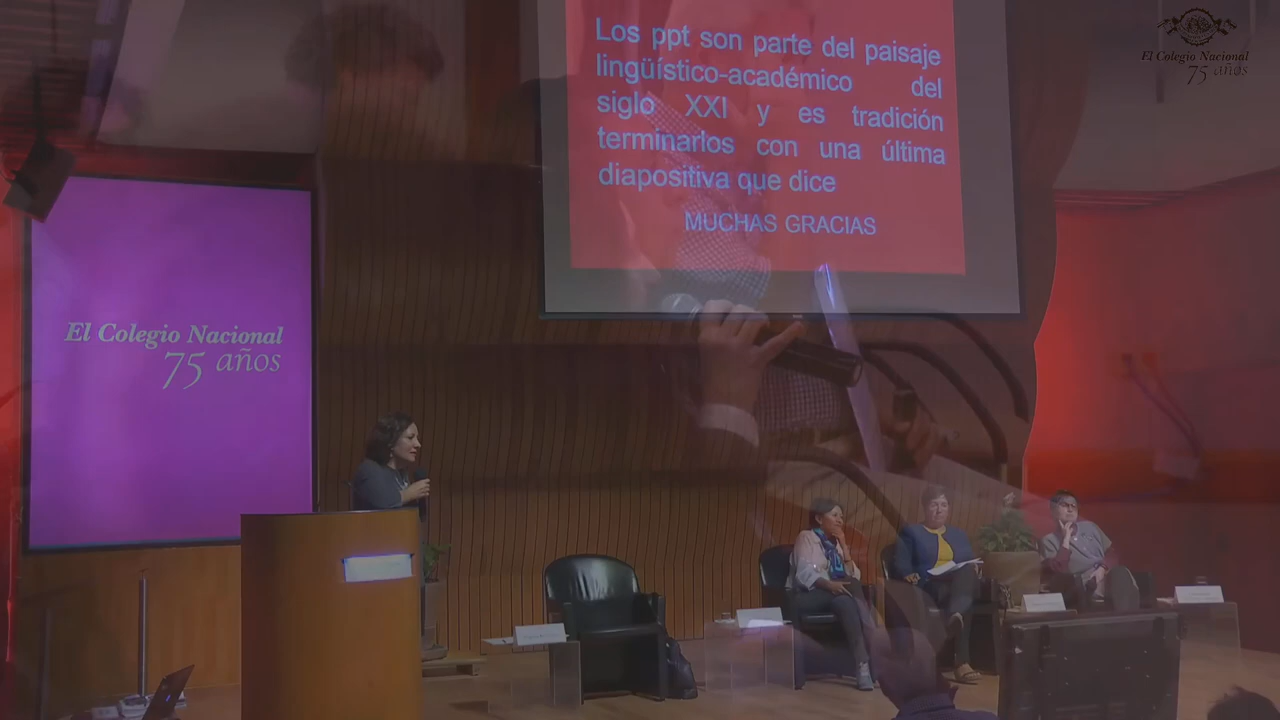 Los ppt son parte del paisaje
lingüístico-académico del
siglo XXI y es tradición
terminarlos con una última
diapositiva que dice
MUCHAS GRACIAS
El Colegio Nacional
75 años
El Colegio Nacional
75 años